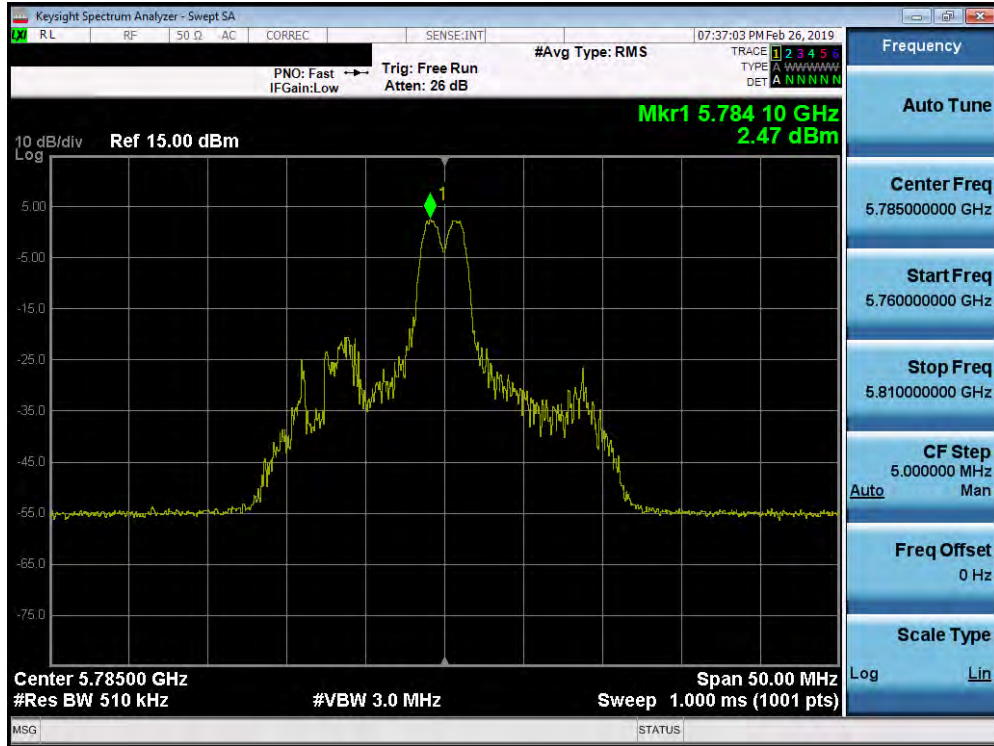 Keysight Spectrum Analyzer - Swept SA
LXI RL RF 50 Ω AC CORREC SENSE:INT 07:37:03 PM Feb 26, 2019
#Avg Type: RMS TRACE 1 2 3 4 5 6
PNO: Fast Trig: Free Run TYPE A WWWWW
IFGain:Low Atten: 26 dB DET A N N N N N
Mkr1 5.784 10 GHz
2.47 dBm
10 dB/div Ref 15.00 dBm
Log
1
5.00
-5.00
-15.0
-25.0
-35.0
-45.0
-55.0
-65.0
-75.0
Center 5.78500 GHz Span 50.00 MHz
#Res BW 510 kHz #VBW 3.0 MHz Sweep 1.000 ms (1001 pts)
MSG STATUS
Frequency
Auto Tune
Center Freq
5.785000000 GHz
Start Freq
5.760000000 GHz
Stop Freq
5.810000000 GHz
CF Step
5.000000 MHz
Auto Man
Freq Offset
0 Hz
Scale Type
Log Lin